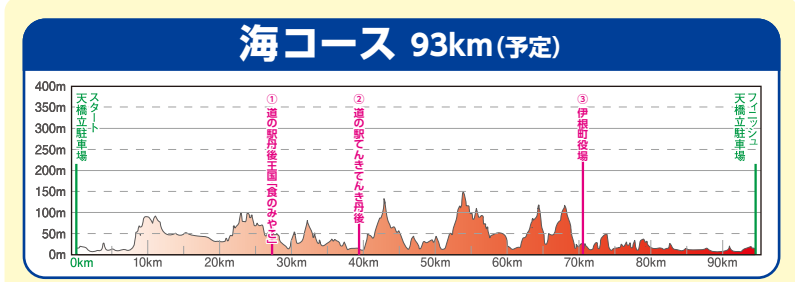 海コース 93km(予定)
400m
350m
300m
250m
200m
150m
100m
50m
0m
スタート
天橋立駐車場
① 道の駅丹後王国「食のみやこ」
② 道の駅てんきてんき丹後
③ 伊根町役場
フィニッシュ
天橋立駐車場
0km 10km 20km 30km 40km 50km 60km 70km 80km 90km